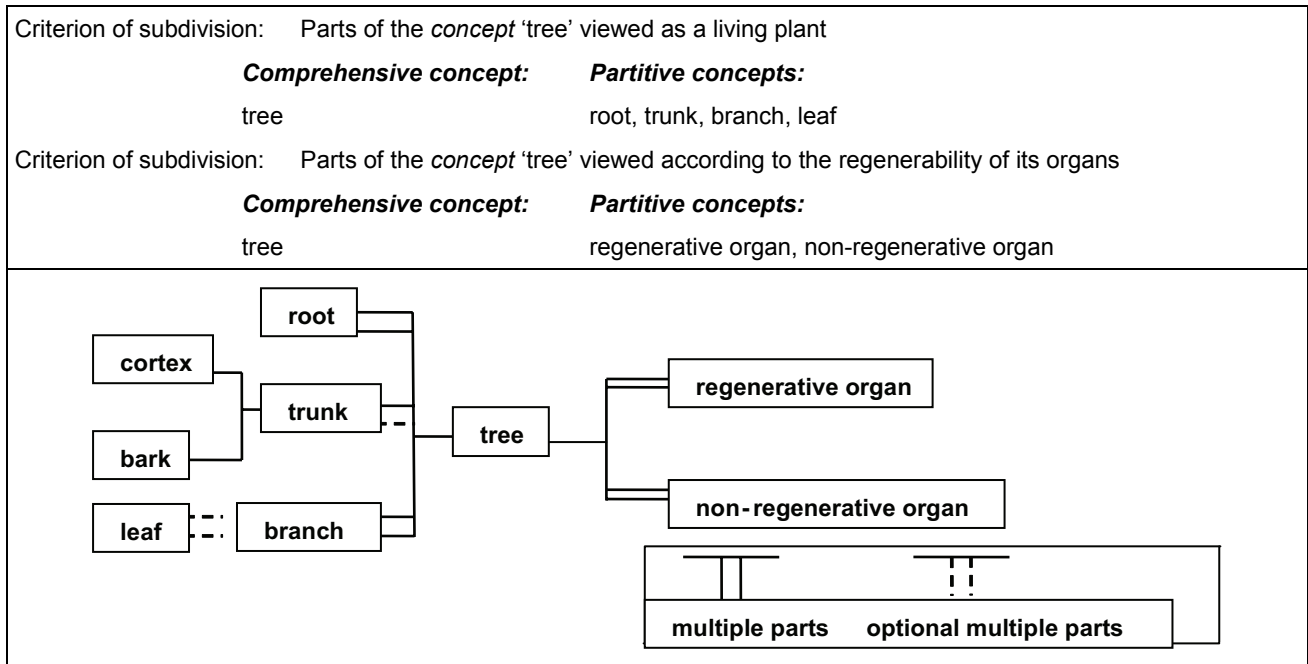 Criterion of subdivision: Parts of the concept ‘tree’ viewed as a living plant
Comprehensive concept: Partitive concepts:
tree root, trunk, branch, leaf
Criterion of subdivision: Parts of the concept ‘tree’ viewed according to the regenerability of its organs
Comprehensive concept: Partitive concepts:
tree regenerative organ, non-regenerative organ
root
cortex
regenerative organ
trunk
tree
bark
non-regenerative organ
leaf
branch
multiple parts optional multiple parts